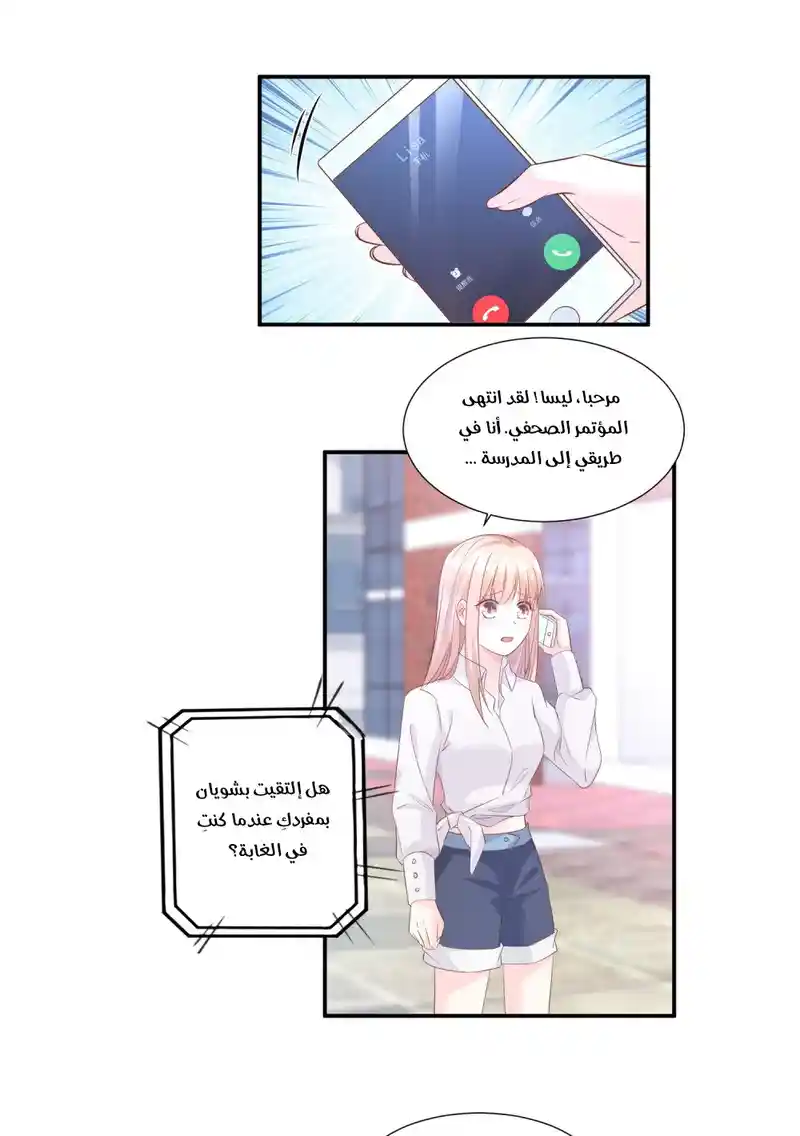 Lisa
مرحبا، ليسا! لقد انتهى
المؤتمر الصحفي. أنا في
طريقي إلى المدرسة ...
هل إلتقيت بشويان
بمفردكِ عندما كنتِ
في الغابة؟